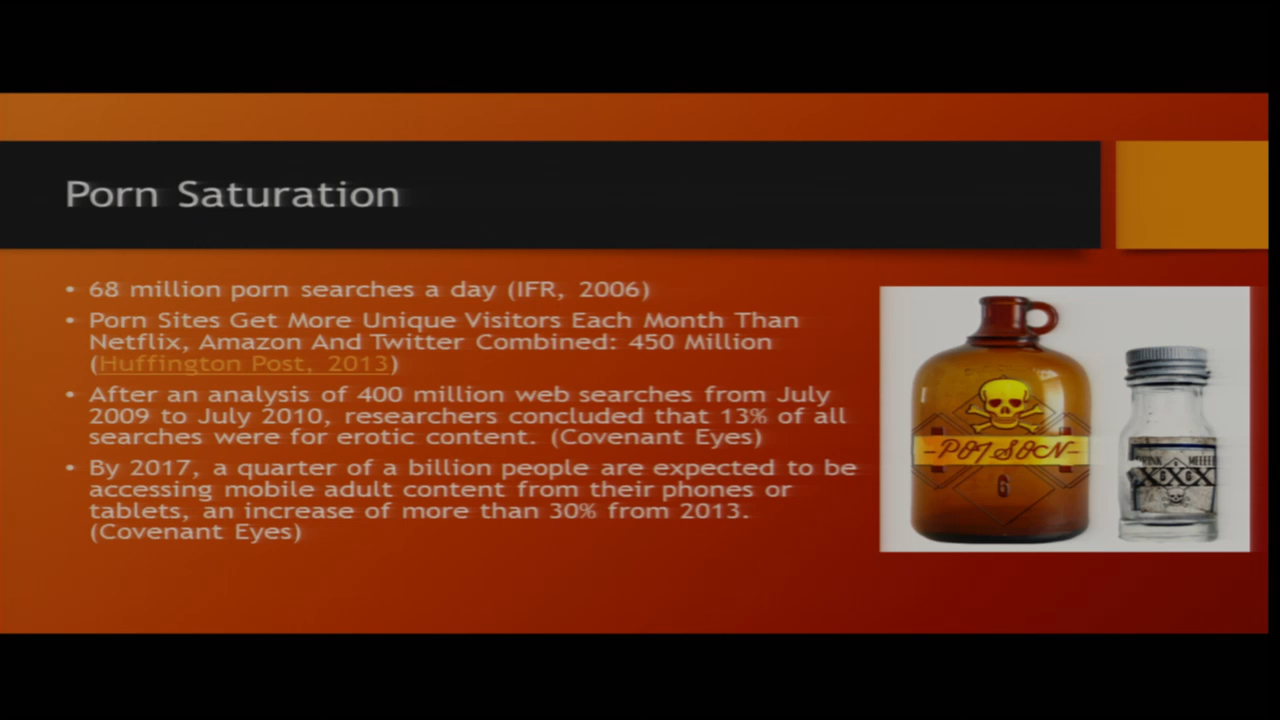 Porn Saturation
• 68 million porn searches a day (IFR, 2006)
• Porn Sites Get More Unique Visitors Each Month Than
Netflix, Amazon And Twitter Combined: 450 Million
(Huffington Post, 2013)
• After an analysis of 400 million web searches from July
2009 to July 2010, researchers concluded that 13% of all
searches were for erotic content. (Covenant Eyes)
• By 2017, a quarter of a billion people are expected to be
accessing mobile adult content from their phones or
tablets, an increase of more than 30% from 2013.
(Covenant Eyes)
6